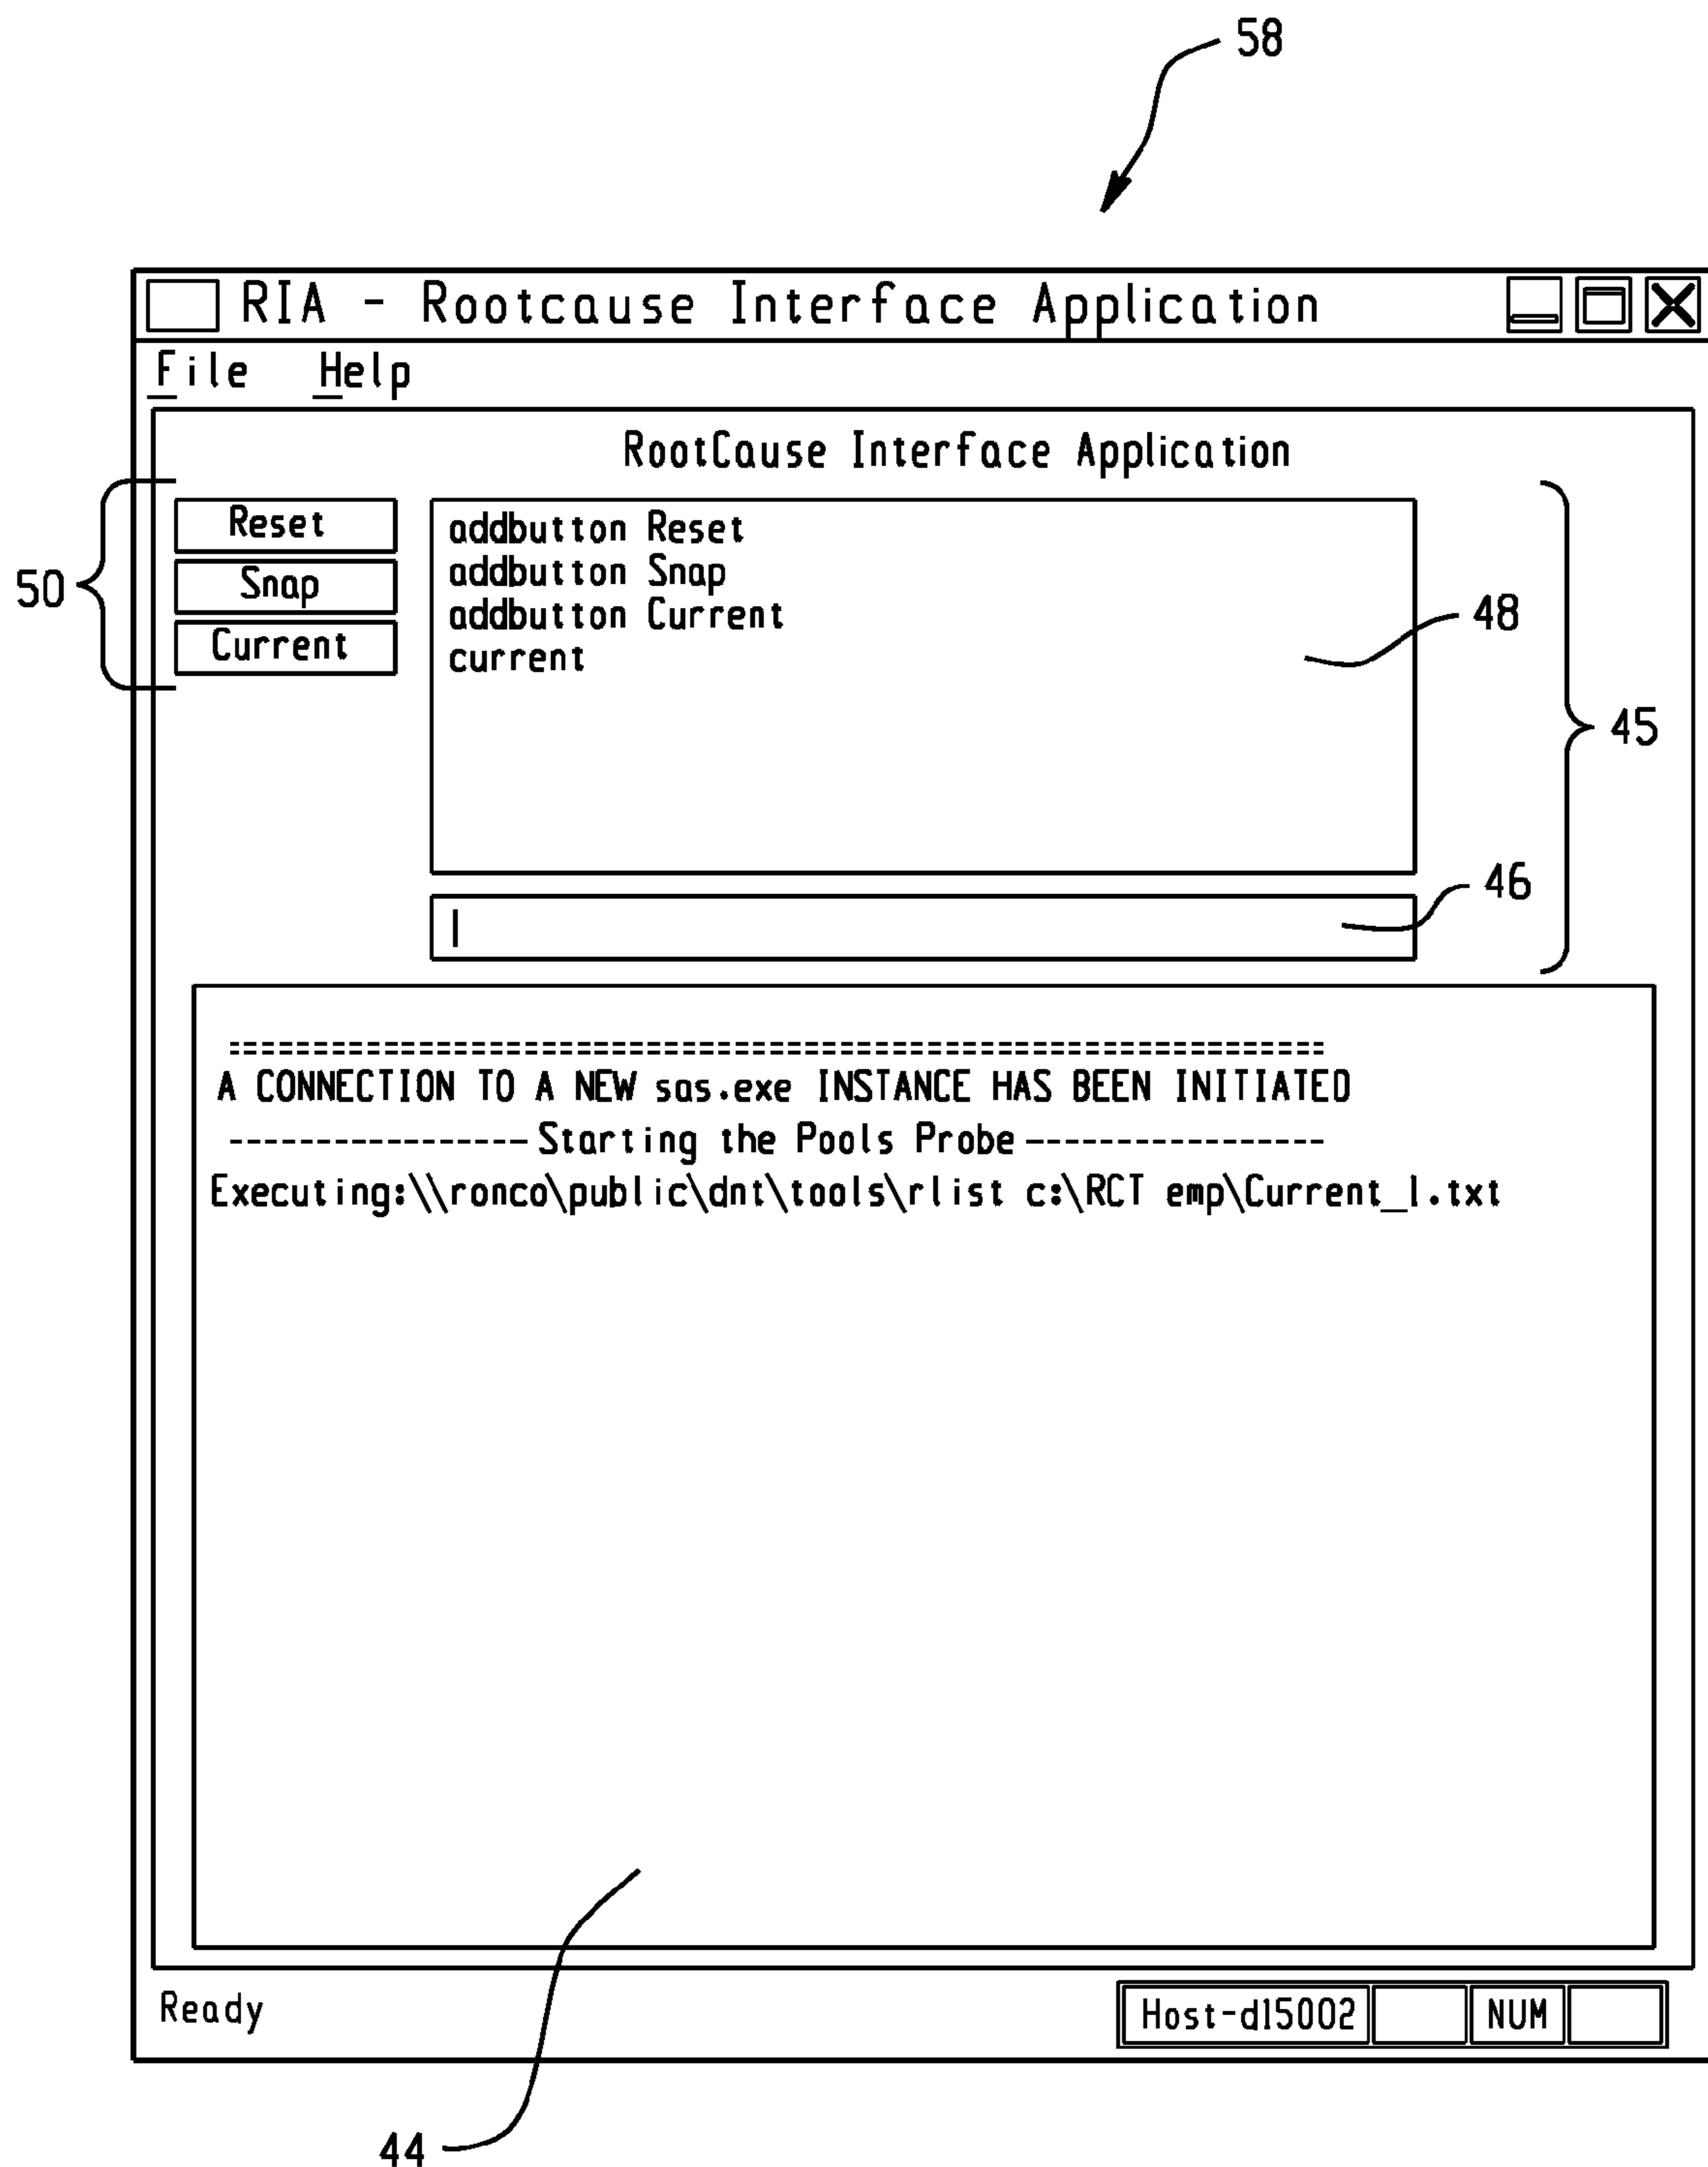 58
RIA - Rootcause Interface Application
File Help
RootCause Interface Application
50
Reset
Snap
Current
addbutton Reset
addbutton Snap
addbutton Current
current
48
45
46
==============================================================
A CONNECTION TO A NEW sas.exe INSTANCE HAS BEEN INITIATED
-----------------Starting the Pools Probe-----------------
Executing:\\ronco\public\dnt\tools\rlist c:\RCT emp\Current_1.txt
Ready
Host-d15002
NUM
44